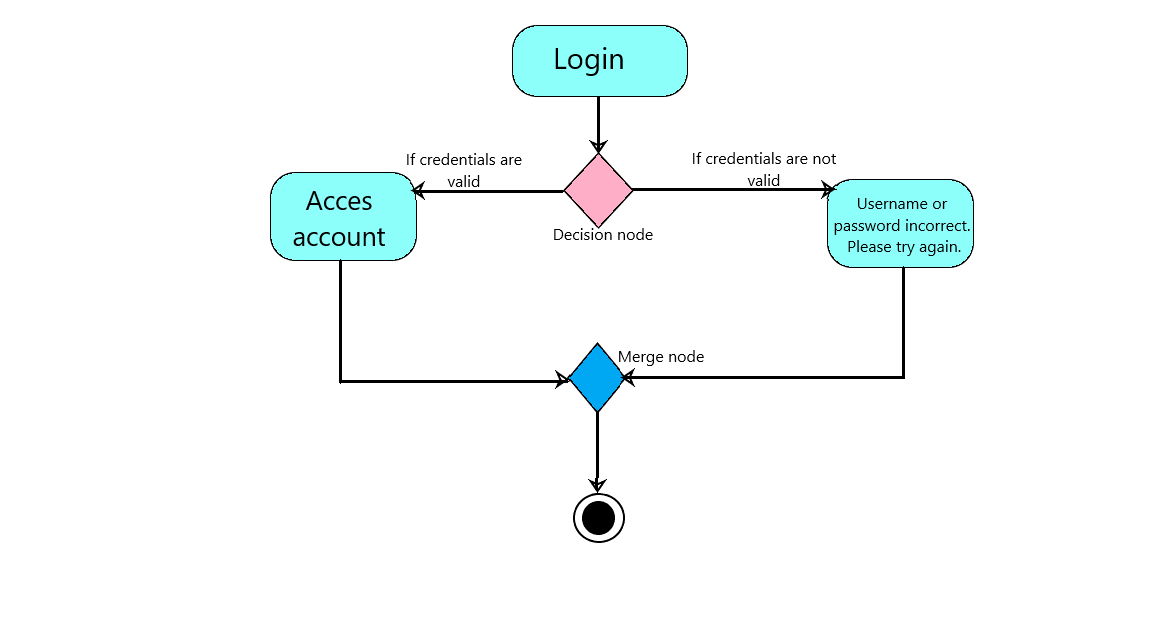 Login
If credentials are
valid
If credentials are not
valid
Acces
account
Decision node
Username or
password incorrect.
Please try again.
Merge node